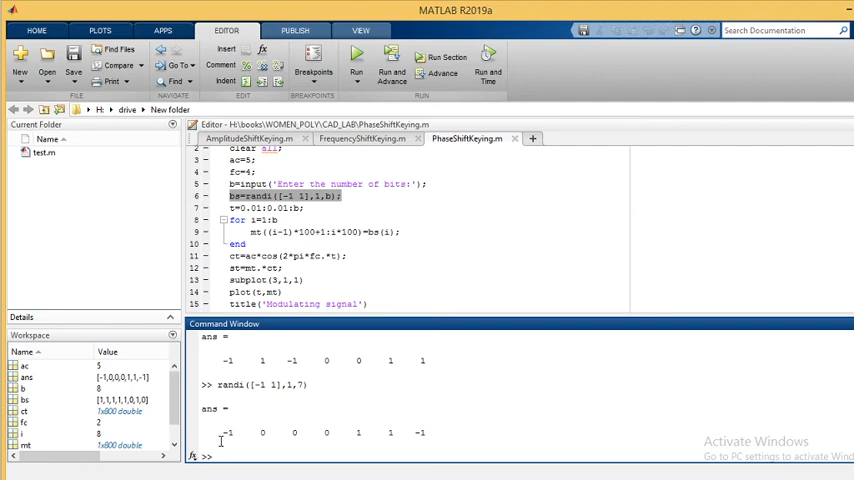 MATLAB R2019a
HOME PLOTS APPS EDITOR PUBLISH VIEW Search Documentation
New Open Save Find Files Compare Print Go To Find Insert Comment Indent fx Breakpoints Run Run and Advance Run Section Advance Run and Time
FILE NAVIGATE EDIT BREAKPOINTS RUN
H: drive New folder
Current Folder
Name
test.m
Details
Workspace
Name Value
ac 5
ans [-1,0,0,0,1,1,-1]
b 8
bs [1,1,1,1,0,1,0]
ct 1x800 double
fc 2
i 8
mt 1x800 double
Editor - H:\books\WOMEN_POLY\CAD_LAB\PhaseShiftKeying.m
AmplitudeShiftKeying.m FrequencyShiftKeying.m PhaseShiftKeying.m
2 clear all;
3 ac=5;
4 fc=4;
5 b=input('Enter the number of bits:');
6 bs=randi([-1 1],1,b);
7 t=0.01:0.01:b;
8 for i=1:b
9 mt((i-1)*100+1:i*100)=bs(i);
10 end
11 ct=ac*cos(2*pi*fc.*t);
12 st=mt.*ct;
13 subplot(3,1,1)
14 plot(t,mt)
15 title('Modulating signal')
Command Window
ans =
-1 1 -1 0 0 1 1
>> randi([-1 1],1,7)
ans =
-1 0 0 0 1 1 -1
fx >>
Activate Windows
Go to PC settings to activate Win